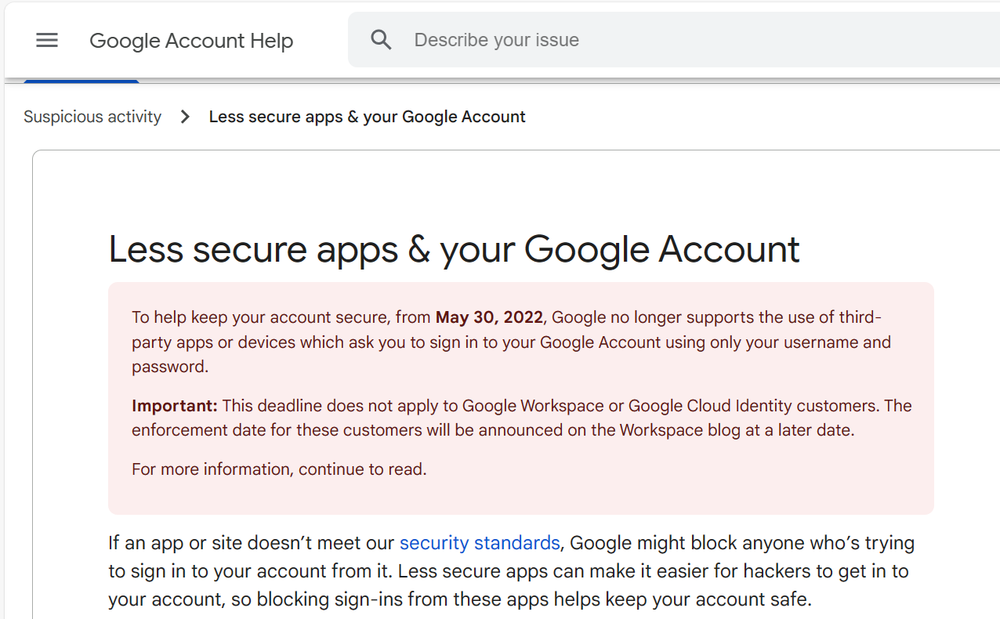 Google Account Help
Describe your issue
Suspicious activity
Less secure apps & your Google Account
Less secure apps & your Google Account
To help keep your account secure, from May 30, 2022, Google no longer supports the use of third-
party apps or devices which ask you to sign in to your Google Account using only your username and
password.
Important: This deadline does not apply to Google Workspace or Google Cloud Identity customers. The
enforcement date for these customers will be announced on the Workspace blog at a later date.
For more information, continue to read.
If an app or site doesn’t meet our security standards, Google might block anyone who’s trying
to sign in to your account from it. Less secure apps can make it easier for hackers to get in to
your account, so blocking sign-ins from these apps helps keep your account safe.